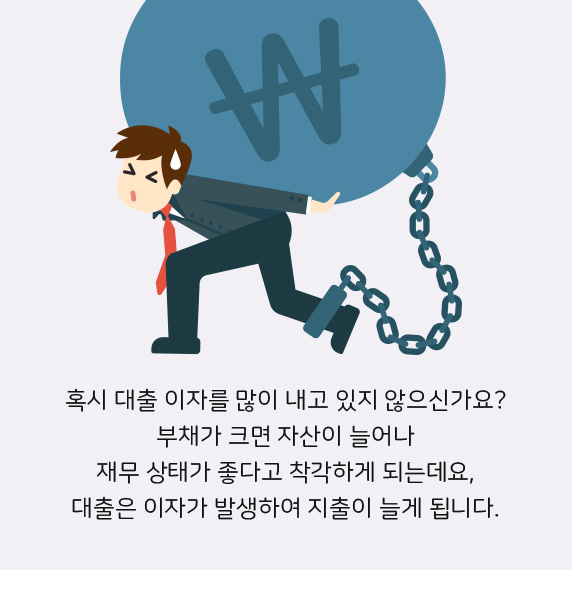 ₩
혹시 대출 이자를 많이 내고 있지 않으신가요?
부채가 크면 자산이 늘어나
재무 상태가 좋다고 착각하게 되는데요,
대출은 이자가 발생하여 지출이 늘게 됩니다.